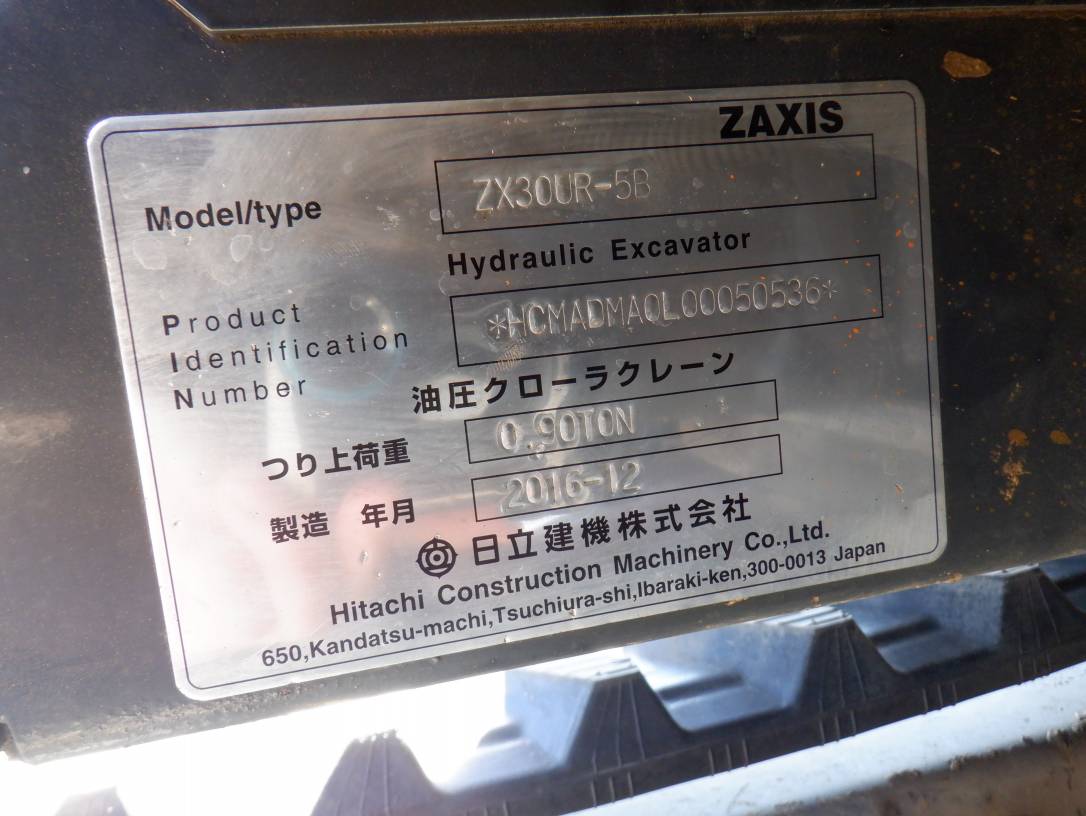 ZAXIS
Model/type ZX30UR-5B
Hydraulic Excavator
Product
Identification
Number
*HCMADMA0L00050536*
油圧クローラクレーン
つり上荷重 0.90TON
製造 年月 2016-12
日立建機株式会社
Hitachi Construction Machinery Co.,Ltd.
650,Kandatsu-machi,Tsuchiura-shi,Ibaraki-ken,300-0013 Japan